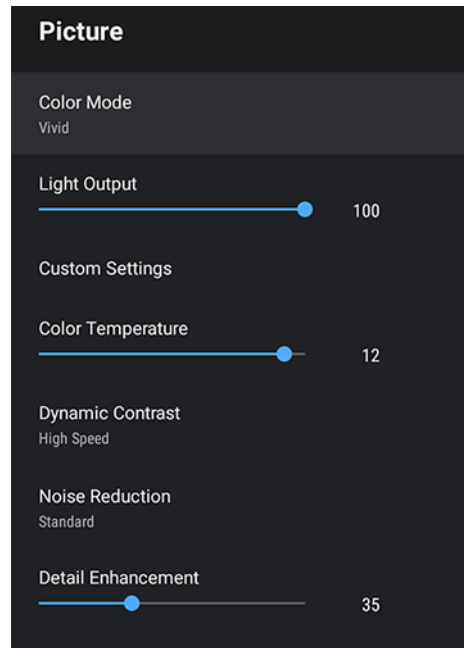 Picture
Color Mode
Vivid
Light Output
100
Custom Settings
Color Temperature
12
Dynamic Contrast
High Speed
Noise Reduction
Standard
Detail Enhancement
35